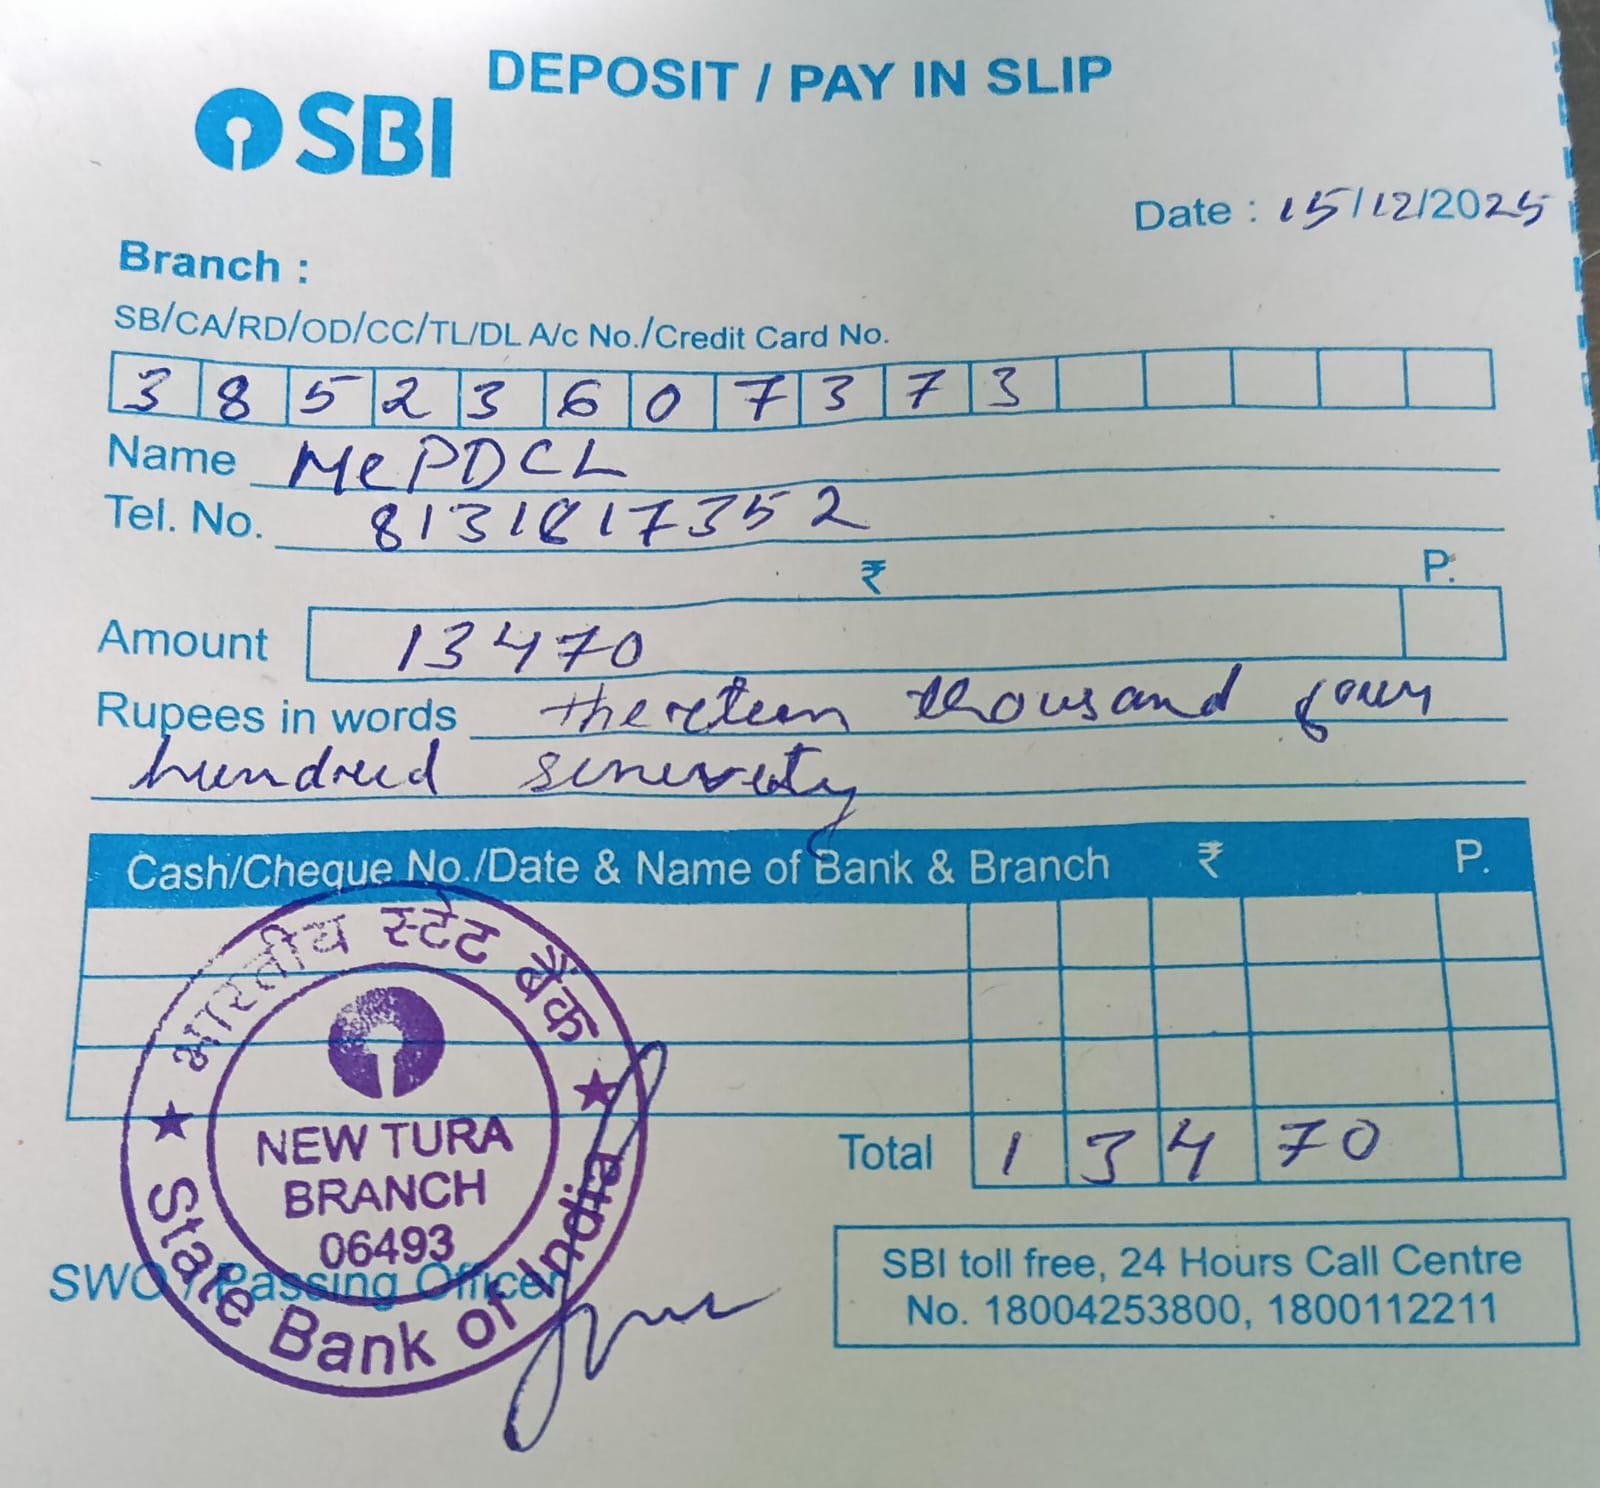 DEPOSIT / PAY IN SLIP
SBI
Date : 15/12/2025
Branch :
SB/CA/RD/OD/CC/TL/DL A/c No./Credit Card No.
3 8 5 2 3 6 0 7 3 7 3
Name MePDCL
Tel. No. 8131817352
₹ P.
Amount 13470
Rupees in words thereteen thousand four
hundred senevety
Cash/Cheque No./Date & Name of Bank & Branch ₹ P.
भारतीय स्टेट बैंक
NEW TURA
BRANCH
06493
State Bank of India
Total 1 3 4 70
SWO / Passing Officer
SBI toll free, 24 Hours Call Centre
No. 18004253800, 1800112211